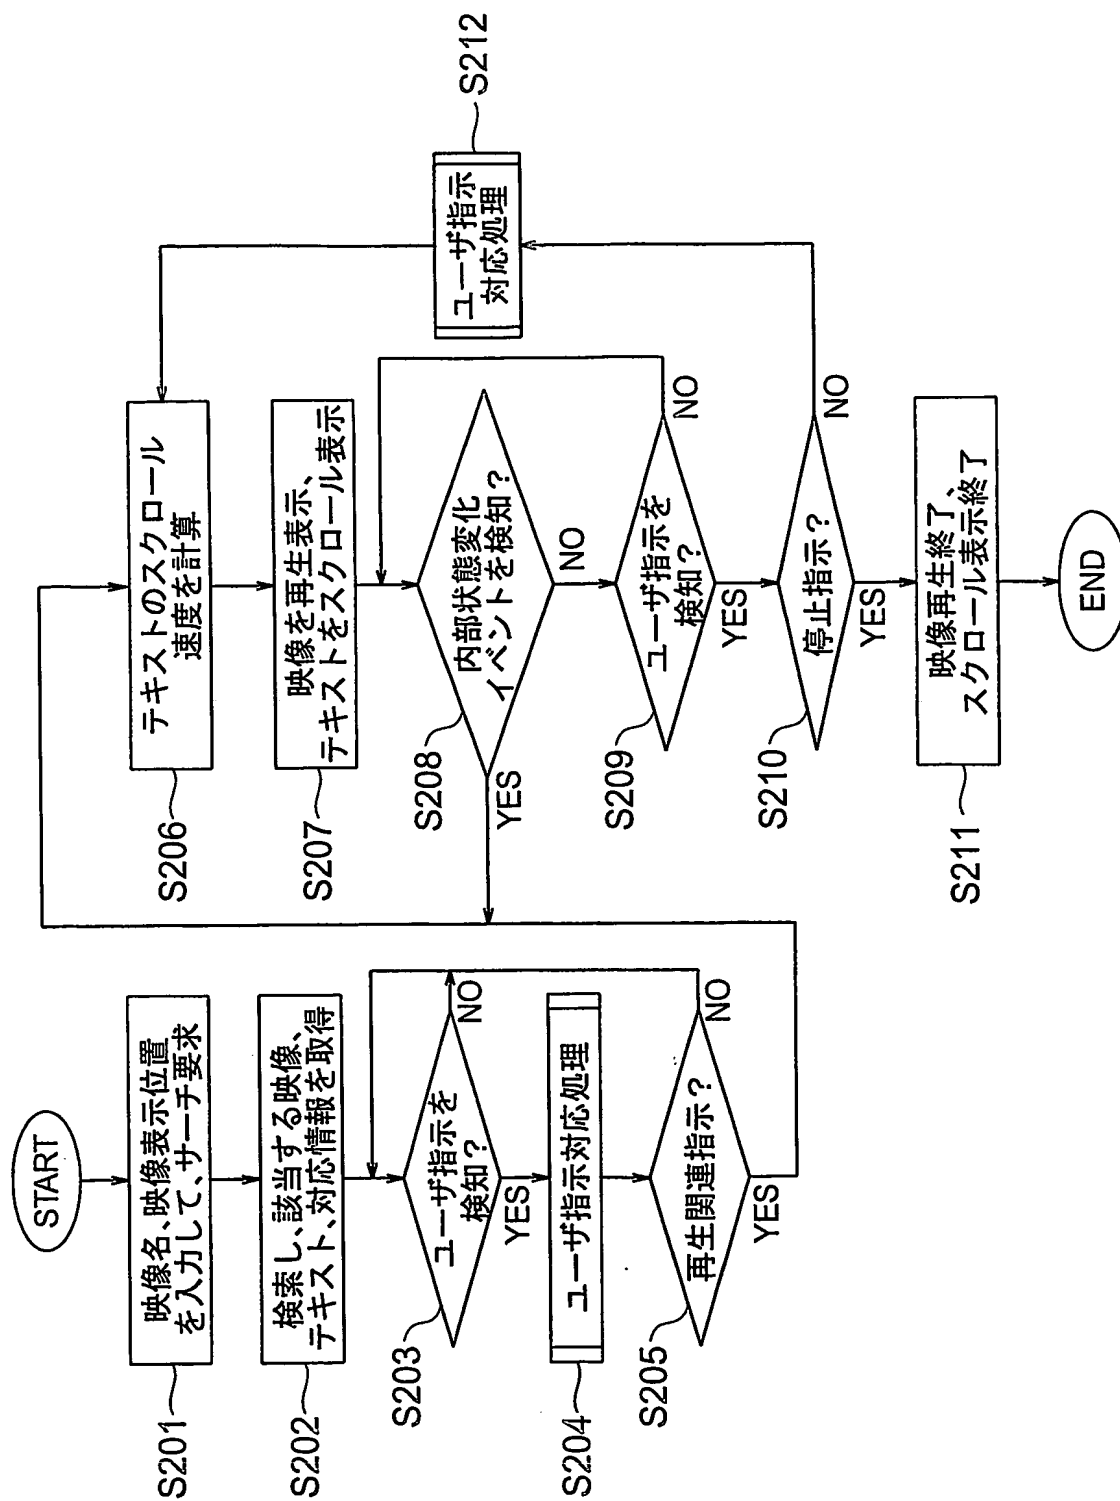 START
S201
映像名、映像表示位置
を入力して、サーチ要求
S202
検索し、該当する映像、
テキスト、対応情報を取得
S203
ユーザ指示を
検知？
NO
YES
S204
ユーザ指示対応処理
S205
再生関連指示？
NO
YES
S206
テキストのスクロール
速度を計算
S207
映像を再生表示、
テキストをスクロール表示
S208
内部状態変化
イベントを検知？
YES
NO
S209
ユーザ指示を
検知？
NO
YES
S210
停止指示？
NO
YES
S211
映像再生終了、
スクロール表示終了
END
S212
ユーザ指示
対応処理